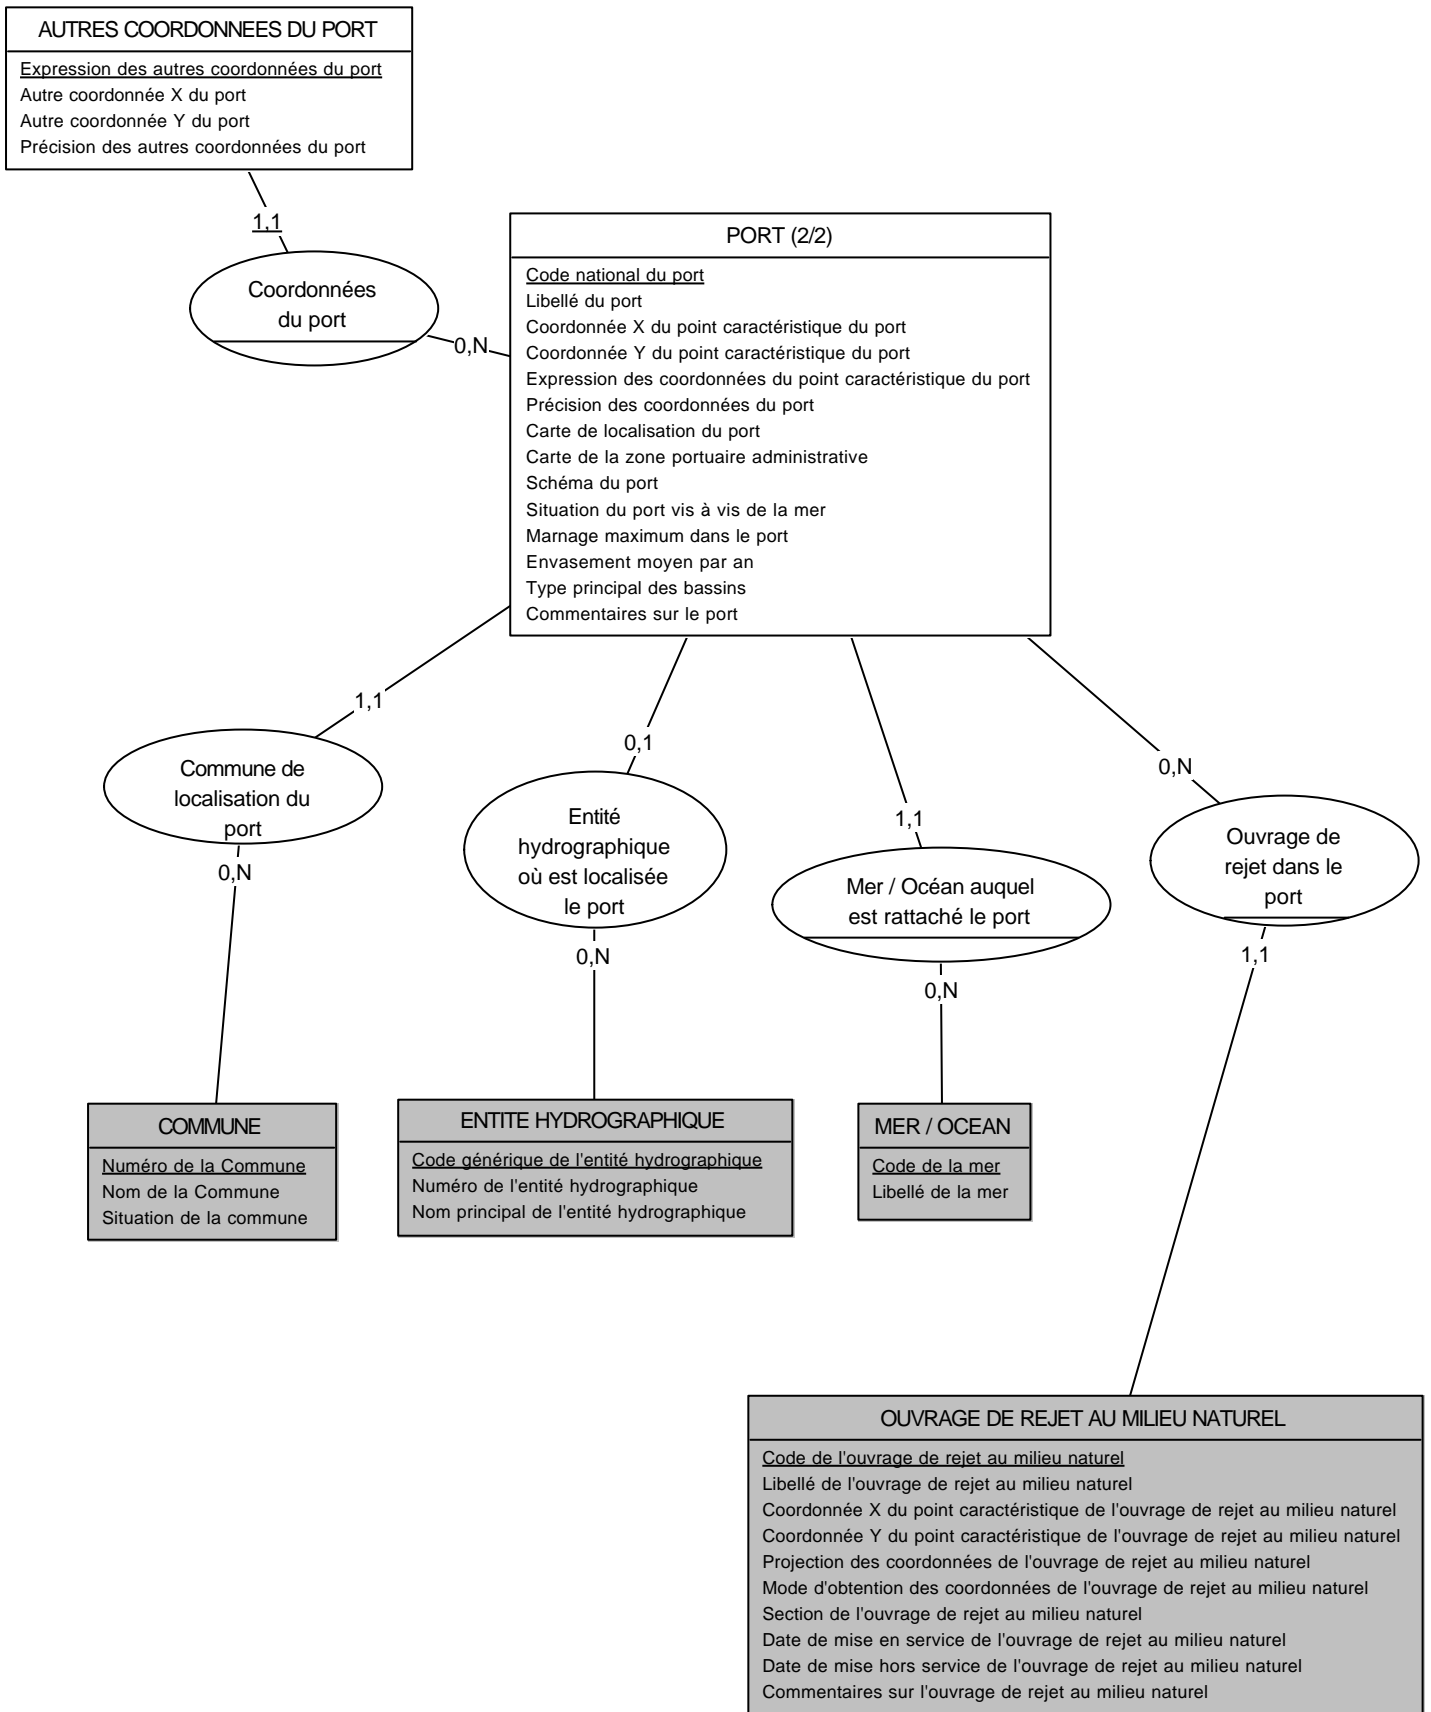 AUTRES COORDONNEES DU PORT
Expression des autres coordonnées du port
Autre coordonnée X du port
Autre coordonnée Y du port
Précision des autres coordonnées du port
1,1
Coordonnées
du port
0,N
PORT (2/2)
Code national du port
Libellé du port
Coordonnée X du point caractéristique du port
Coordonnée Y du point caractéristique du port
Expression des coordonnées du point caractéristique du port
Précision des coordonnées du port
Carte de localisation du port
Carte de la zone portuaire administrative
Schéma du port
Situation du port vis à vis de la mer
Marnage maximum dans le port
Envasement moyen par an
Type principal des bassins
Commentaires sur le port
1,1
Commune de
localisation du
port
0,N
0,1
Entité
hydrographique
où est localisée
le port
0,N
1,1
Mer / Océan auquel
est rattaché le port
0,N
0,N
Ouvrage de
rejet dans le
port
1,1
COMMUNE
Numéro de la Commune
Nom de la Commune
Situation de la commune
ENTITE HYDROGRAPHIQUE
Code générique de l'entité hydrographique
Numéro de l'entité hydrographique
Nom principal de l'entité hydrographique
MER / OCEAN
Code de la mer
Libellé de la mer
OUVRAGE DE REJET AU MILIEU NATUREL
Code de l'ouvrage de rejet au milieu naturel
Libellé de l'ouvrage de rejet au milieu naturel
Coordonnée X du point caractéristique de l'ouvrage de rejet au milieu naturel
Coordonnée Y du point caractéristique de l'ouvrage de rejet au milieu naturel
Projection des coordonnées de l'ouvrage de rejet au milieu naturel
Mode d'obtention des coordonnées de l'ouvrage de rejet au milieu naturel
Section de l'ouvrage de rejet au milieu naturel
Date de mise en service de l'ouvrage de rejet au milieu naturel
Date de mise hors service de l'ouvrage de rejet au milieu naturel
Commentaires sur l'ouvrage de rejet au milieu naturel